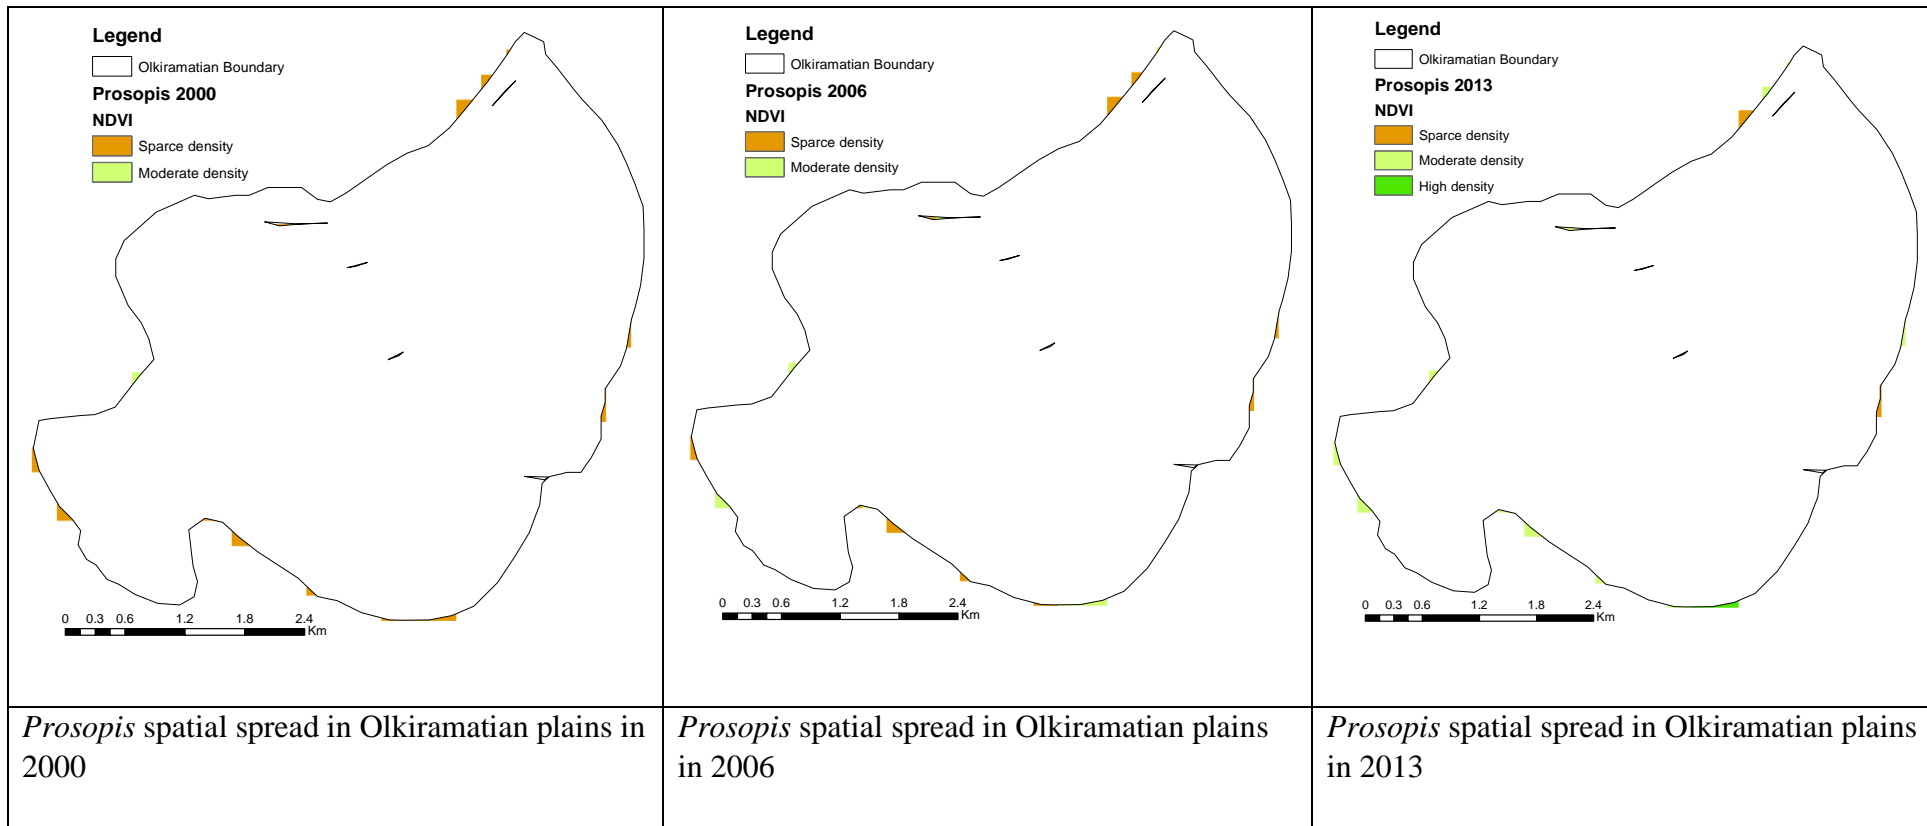 Legend
Olkiramatian Boundary
Prosopis 2000
NDVI
Sparce density
Moderate density
0 0.3 0.6 1.2 1.8 2.4
Km
Legend
Olkiramatian Boundary
Prosopis 2006
NDVI
Sparce density
Moderate density
0 0.3 0.6 1.2 1.8 2.4
Km
Legend
Olkiramatian Boundary
Prosopis 2013
NDVI
Sparce density
Moderate density
High density
0 0.3 0.6 1.2 1.8 2.4
Km
Prosopis spatial spread in Olkiramatian plains in
2000
Prosopis spatial spread in Olkiramatian plains
in 2006
Prosopis spatial spread in Olkiramatian plains
in 2013